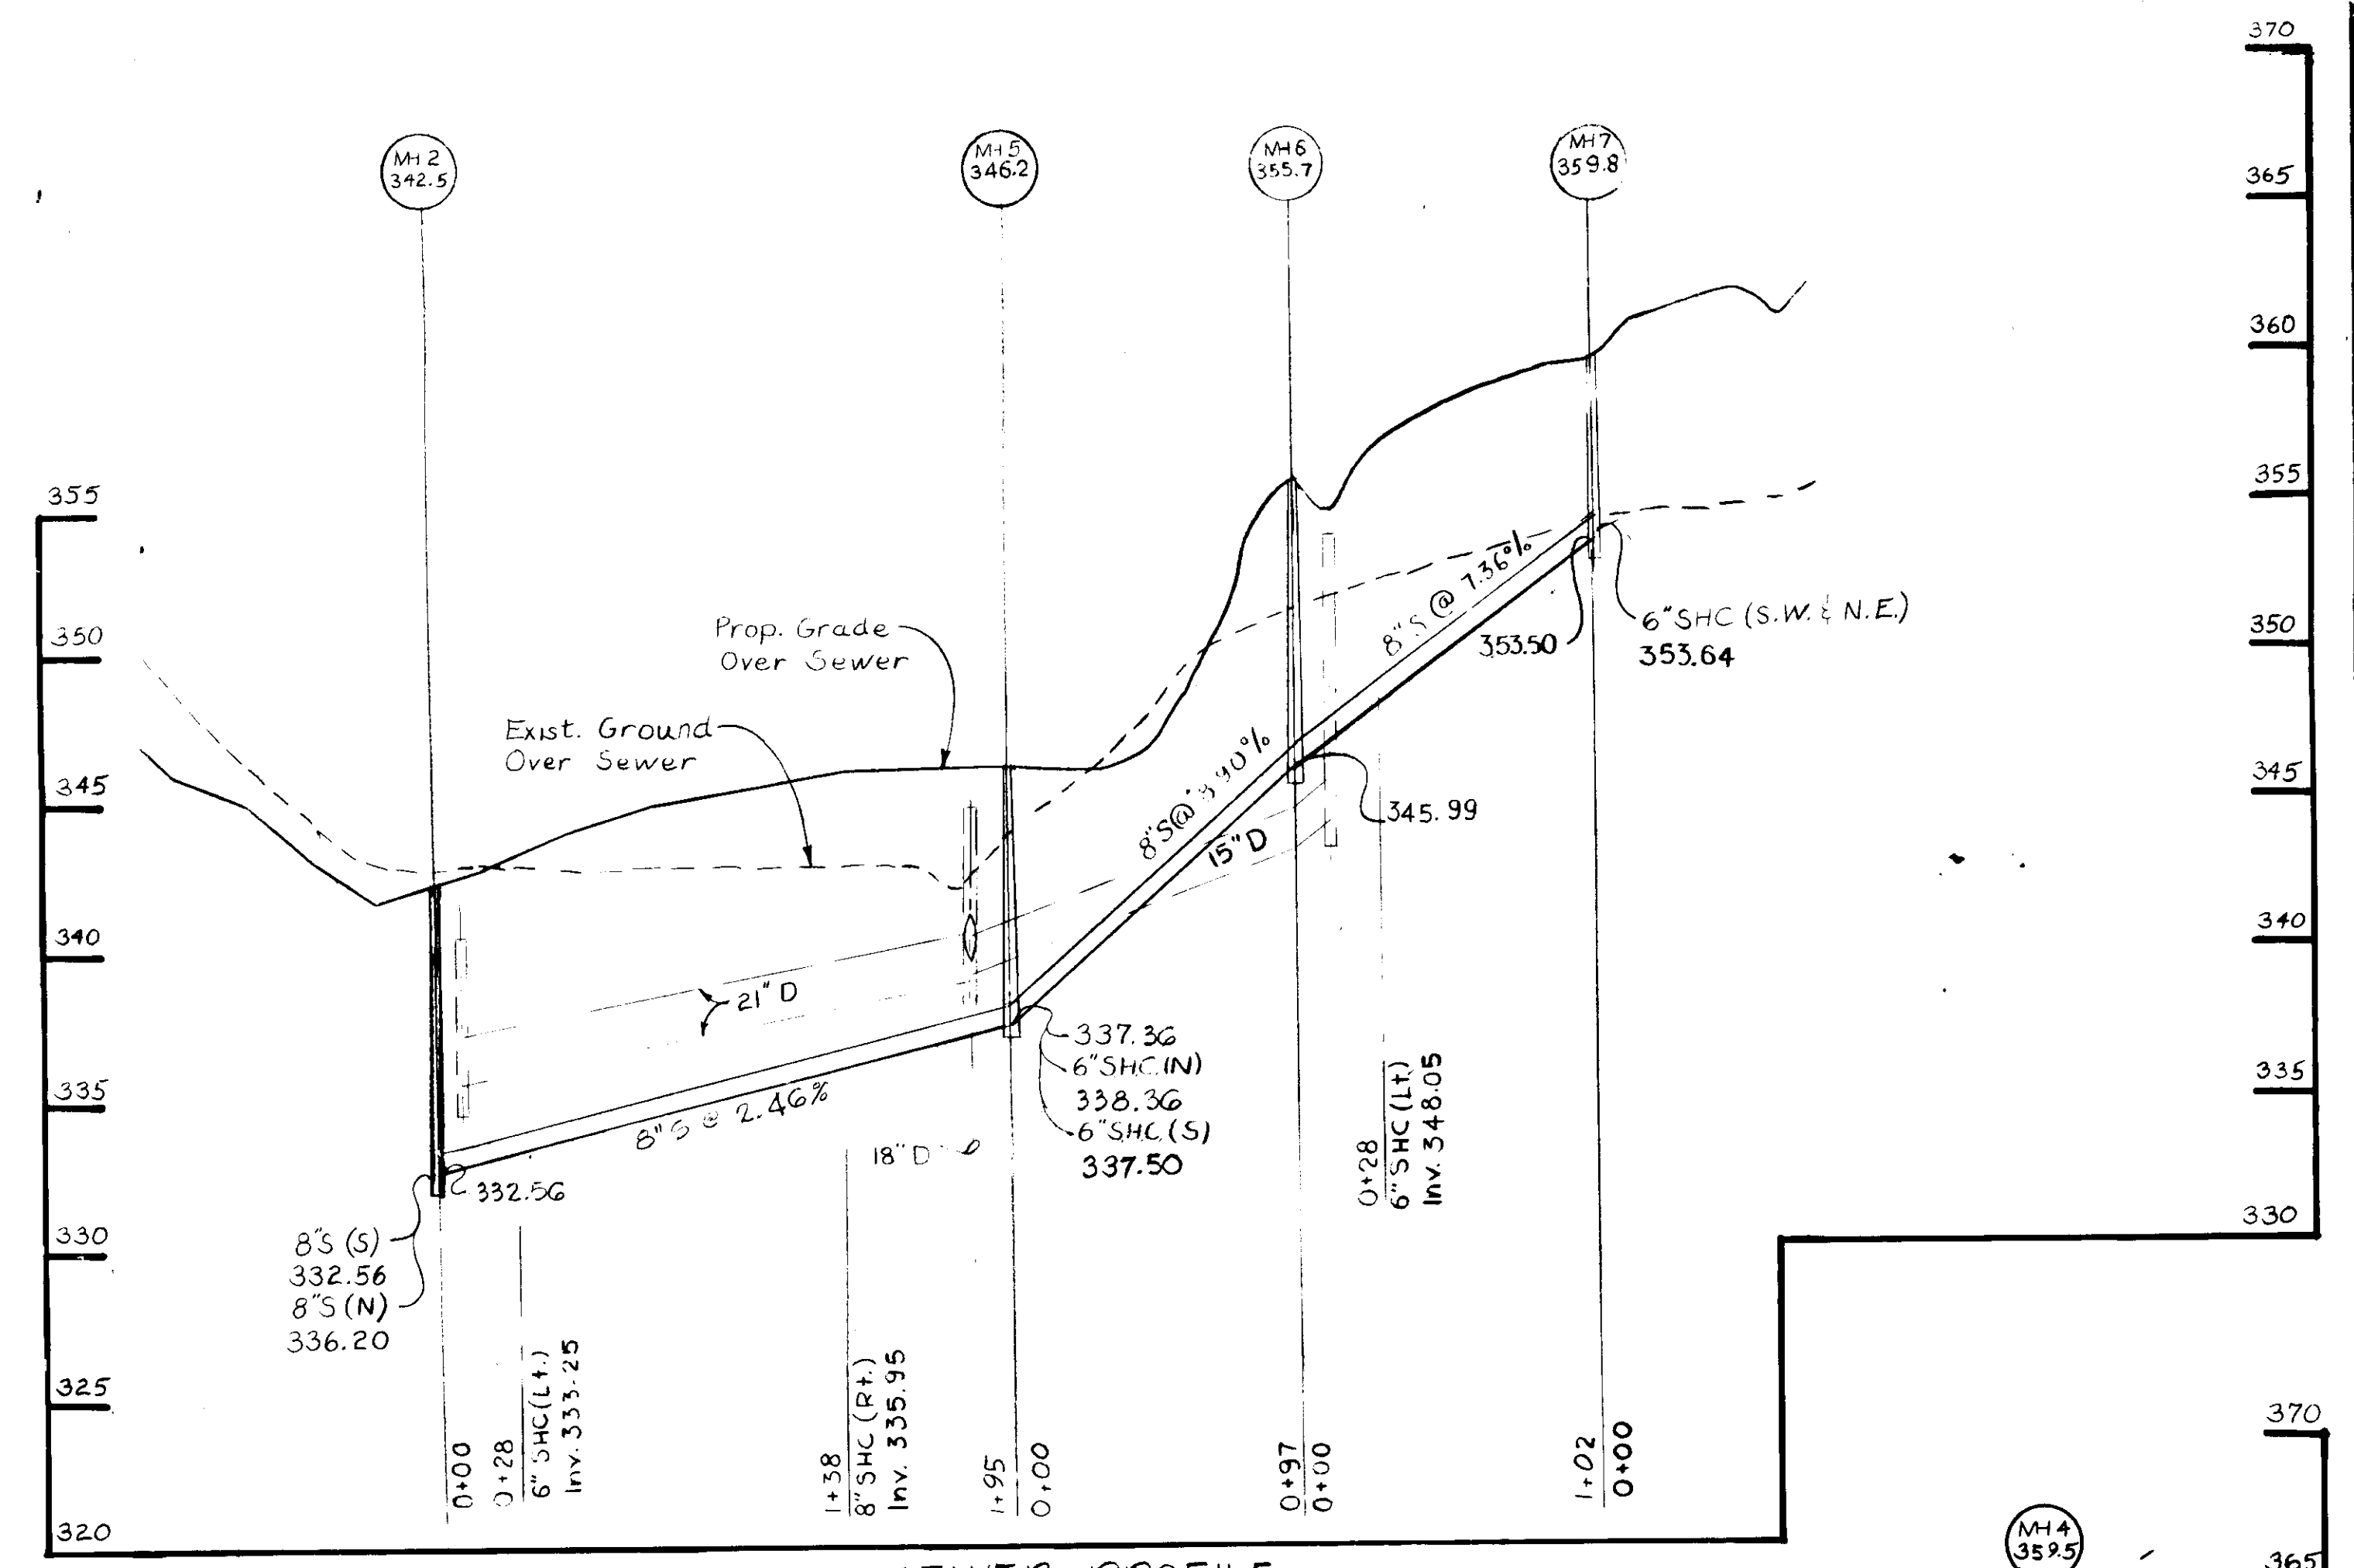 370
MH 2
342.5
MH 5
346.2
MH 6
355.7
MH 7
359.8
365
360
355
355
350
350
345
345
340
340
335
335
330
330
325
320
Prop. Grade
Over Sewer
Exist. Ground
Over Sewer
8"S @ 7.36%
353.50
6"SHC (S.W. & N.E.)
353.64
8"S@ 8.90%
15"D
345.99
21"D
337.36
6"SHC (N)
338.36
6"SHC (S)
337.50
8"S @ 2.46%
18"D
332.56
8"S (S)
332.56
8"S (N)
336.20
0+00
0+28
6" SHC (Lt.)
Inv. 333.25
1+38
8" SHC (Rt.)
Inv. 335.95
1+95
0+00
0+28
6" SHC (Lt)
Inv. 348.05
0+97
0+00
1+02
0+00
370
MH 4
359.5
365
SEWER PROFILE